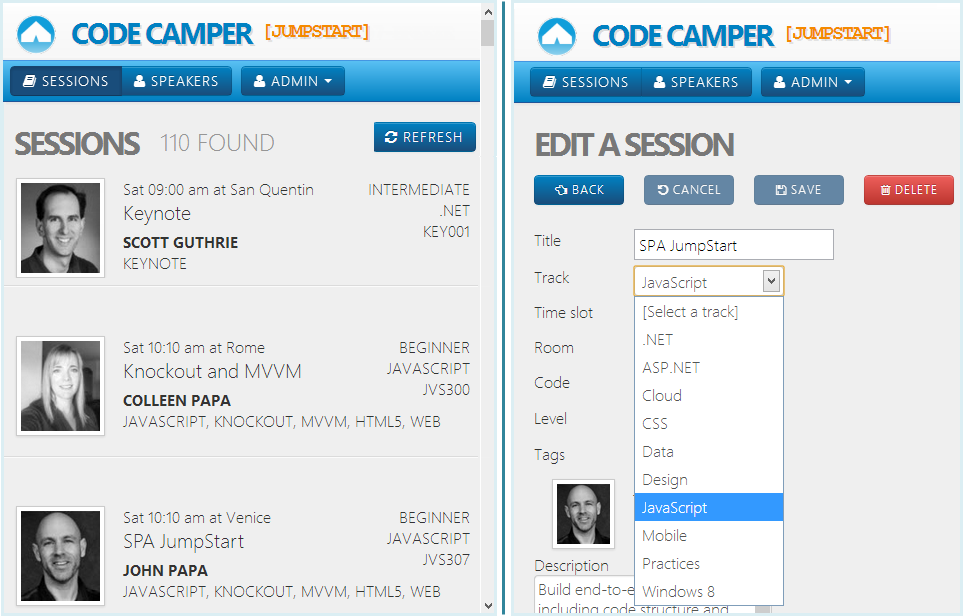 CODE CAMPER [JUMPSTART]
SESSIONS SPEAKERS ADMIN
SESSIONS 110 FOUND REFRESH
Sat 09:00 am at San Quentin INTERMEDIATE
Keynote .NET
KEY001
SCOTT GUTHRIE
KEYNOTE
Sat 10:10 am at Rome BEGINNER
Knockout and MVVM JAVASCRIPT
JVS300
COLLEEN PAPA
JAVASCRIPT, KNOCKOUT, MVVM, HTML5, WEB
Sat 10:10 am at Venice BEGINNER
SPA JumpStart JAVASCRIPT
JVS307
JOHN PAPA
JAVASCRIPT, KNOCKOUT, MVVM, HTML5, WEB
CODE CAMPER [JUMPSTART]
SESSIONS SPEAKERS ADMIN
EDIT A SESSION
BACK CANCEL SAVE DELETE
Title SPA JumpStart
Track JavaScript
Time slot
Room
Code
Level
Tags
[Select a track]
.NET
ASP.NET
Cloud
CSS
Data
Design
JavaScript
Mobile
Practices
Windows 8
Description
Build end-to-e
including code structure and